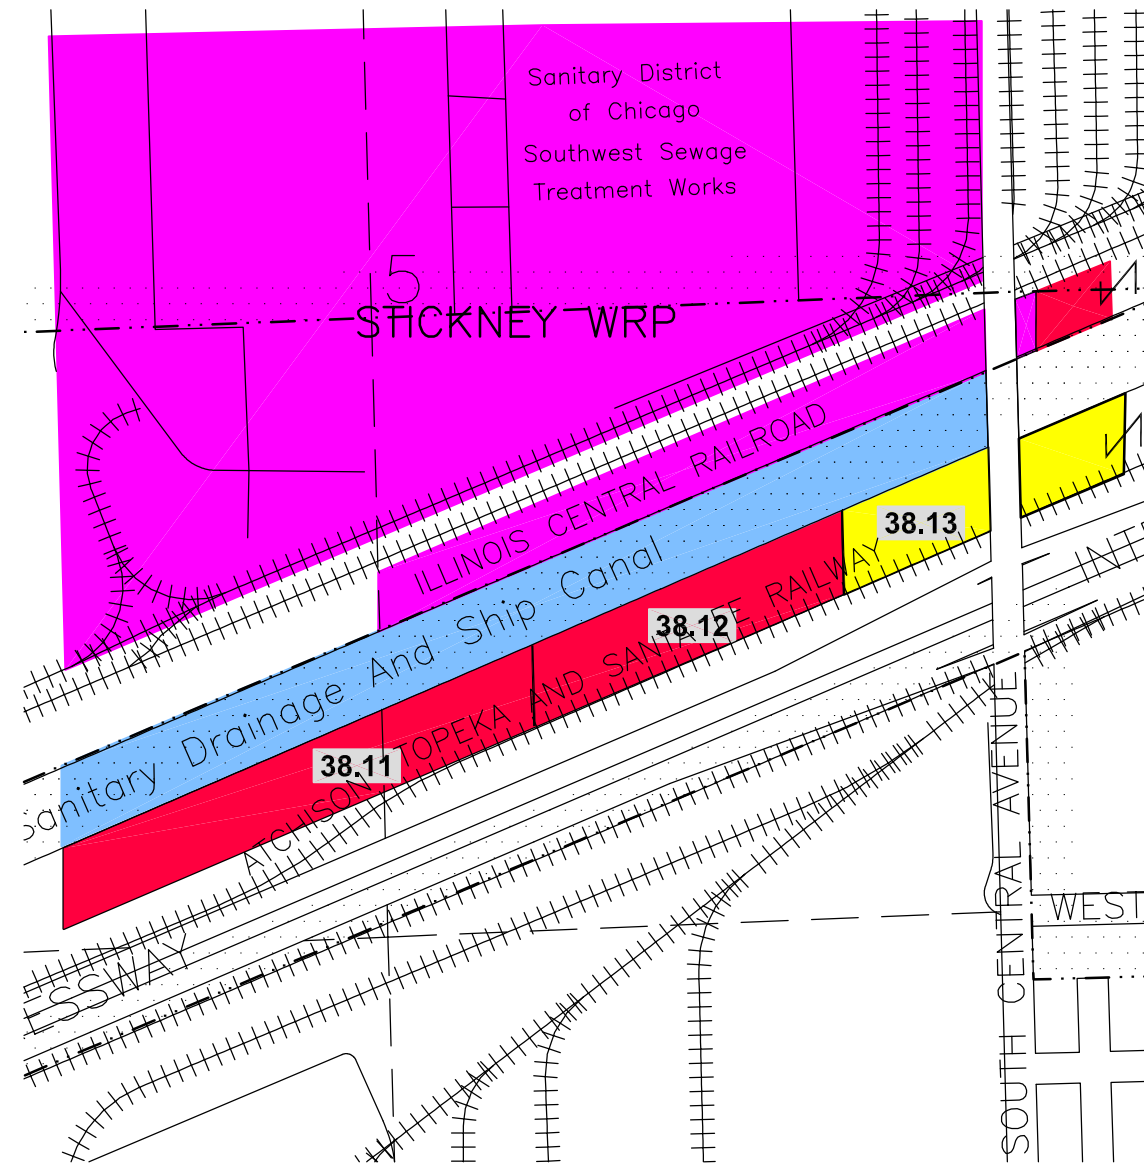 Sanitary District
of Chicago
Southwest Sewage
Treatment Works
5
STICKNEY WRP
ILLINOIS CENTRAL RAILROAD
38.13
Sanitary Drainage And Ship Canal
38.12
38.11
ATCHISON TOPEKA AND SANTA FE RAILWAY
SOUTH CENTRAL AVENUE
WEST
ESSWAY
INT